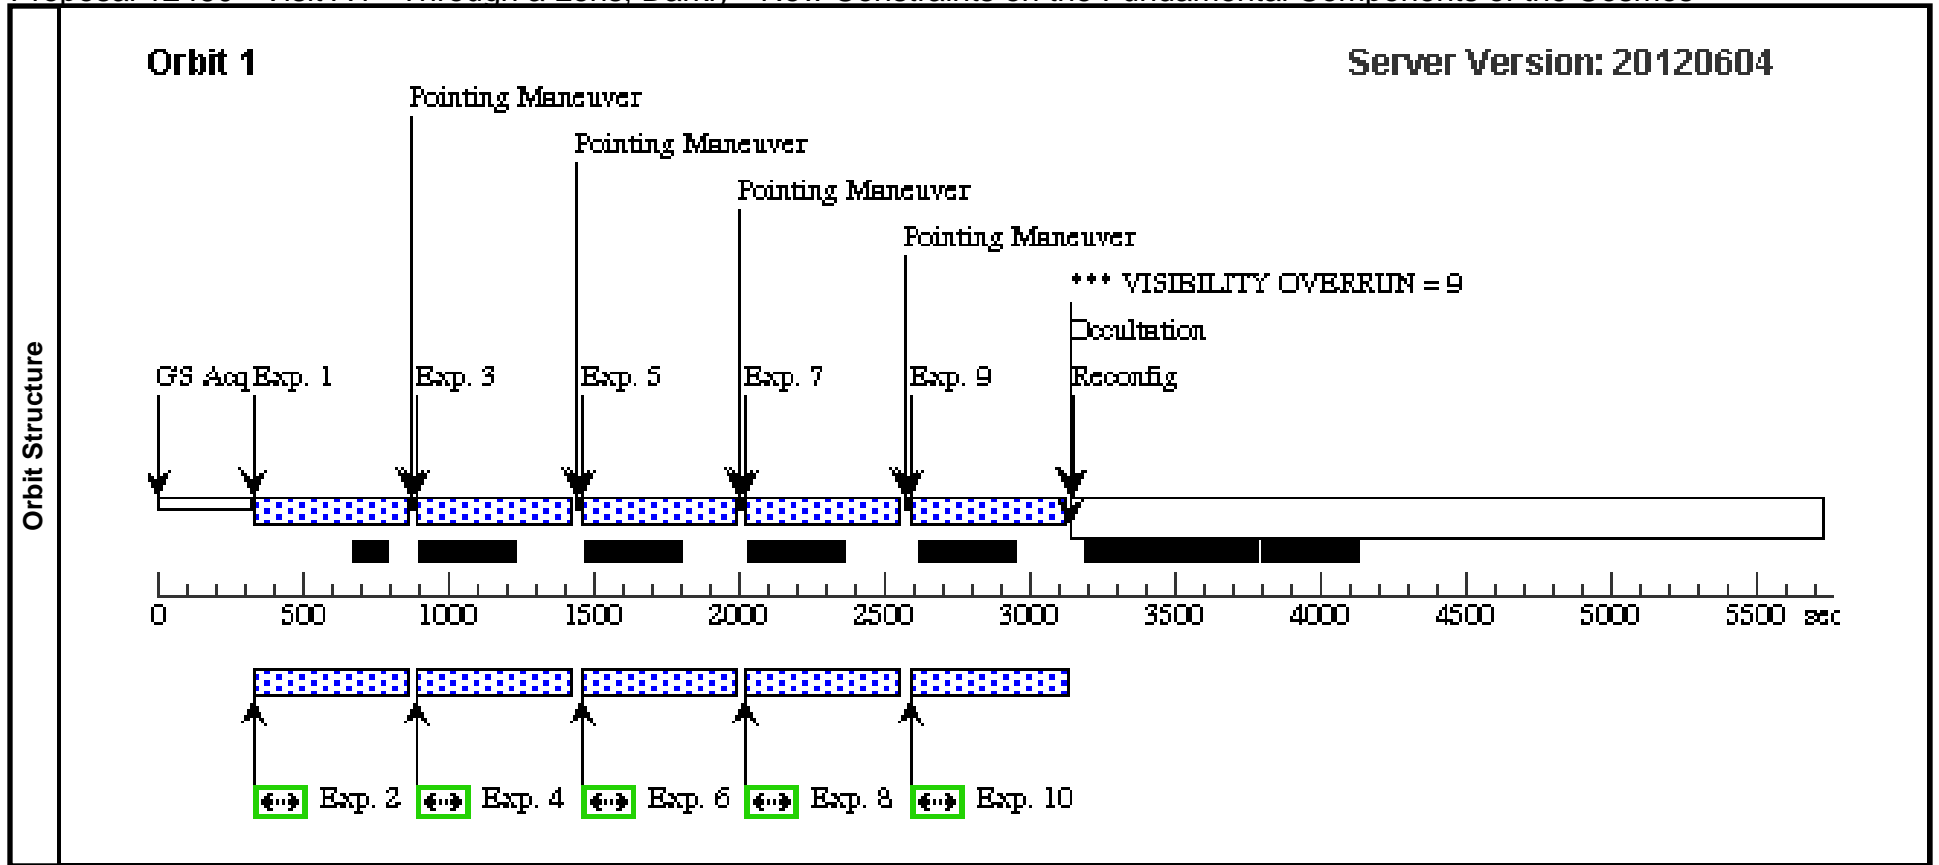 Orbit 1
Server Version: 20120604
Pointing Maneuver
Pointing Maneuver
Pointing Maneuver
Pointing Maneuver
*** VISIBILITY OVERRUN = 9
Occultation
GS Acq Exp. 1 Exp. 3 Exp. 5 Exp. 7 Exp. 9 Reconfig
Orbit Structure
0 500 1000 1500 2000 2500 3000 3500 4000 4500 5000 5500 sec
Exp. 2 Exp. 4 Exp. 6 Exp. 8 Exp. 10